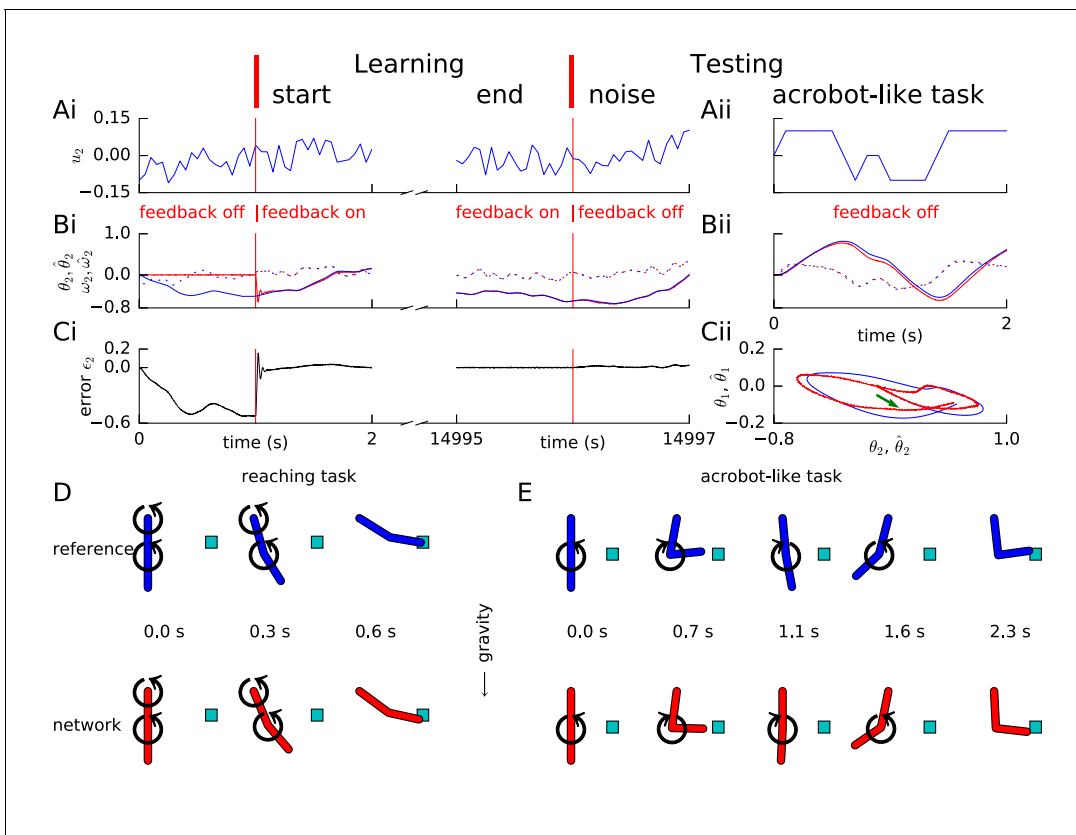 Learning
Testing
start
end
noise
acrobot-like task
Ai
Aii
u₂
0.15
0.00
−0.15
feedback off
feedback on
feedback on
feedback off
feedback off
Bi
Bii
θ₂, θ̂₂
ω₂, ω̂₂
1.0
0.0
−0.8
0
2
time (s)
Ci
Cii
error ϵ₂
0.2
0.0
−0.6
0
time (s)
2
14995
time (s)
14997
θ₁, θ̂₁
0.2
0.0
−0.2
−0.8
1.0
θ₂, θ̂₂
reaching task
acrobot-like task
D
E
reference
0.0 s
0.3 s
0.6 s
0.0 s
0.7 s
1.1 s
1.6 s
2.3 s
← gravity
network